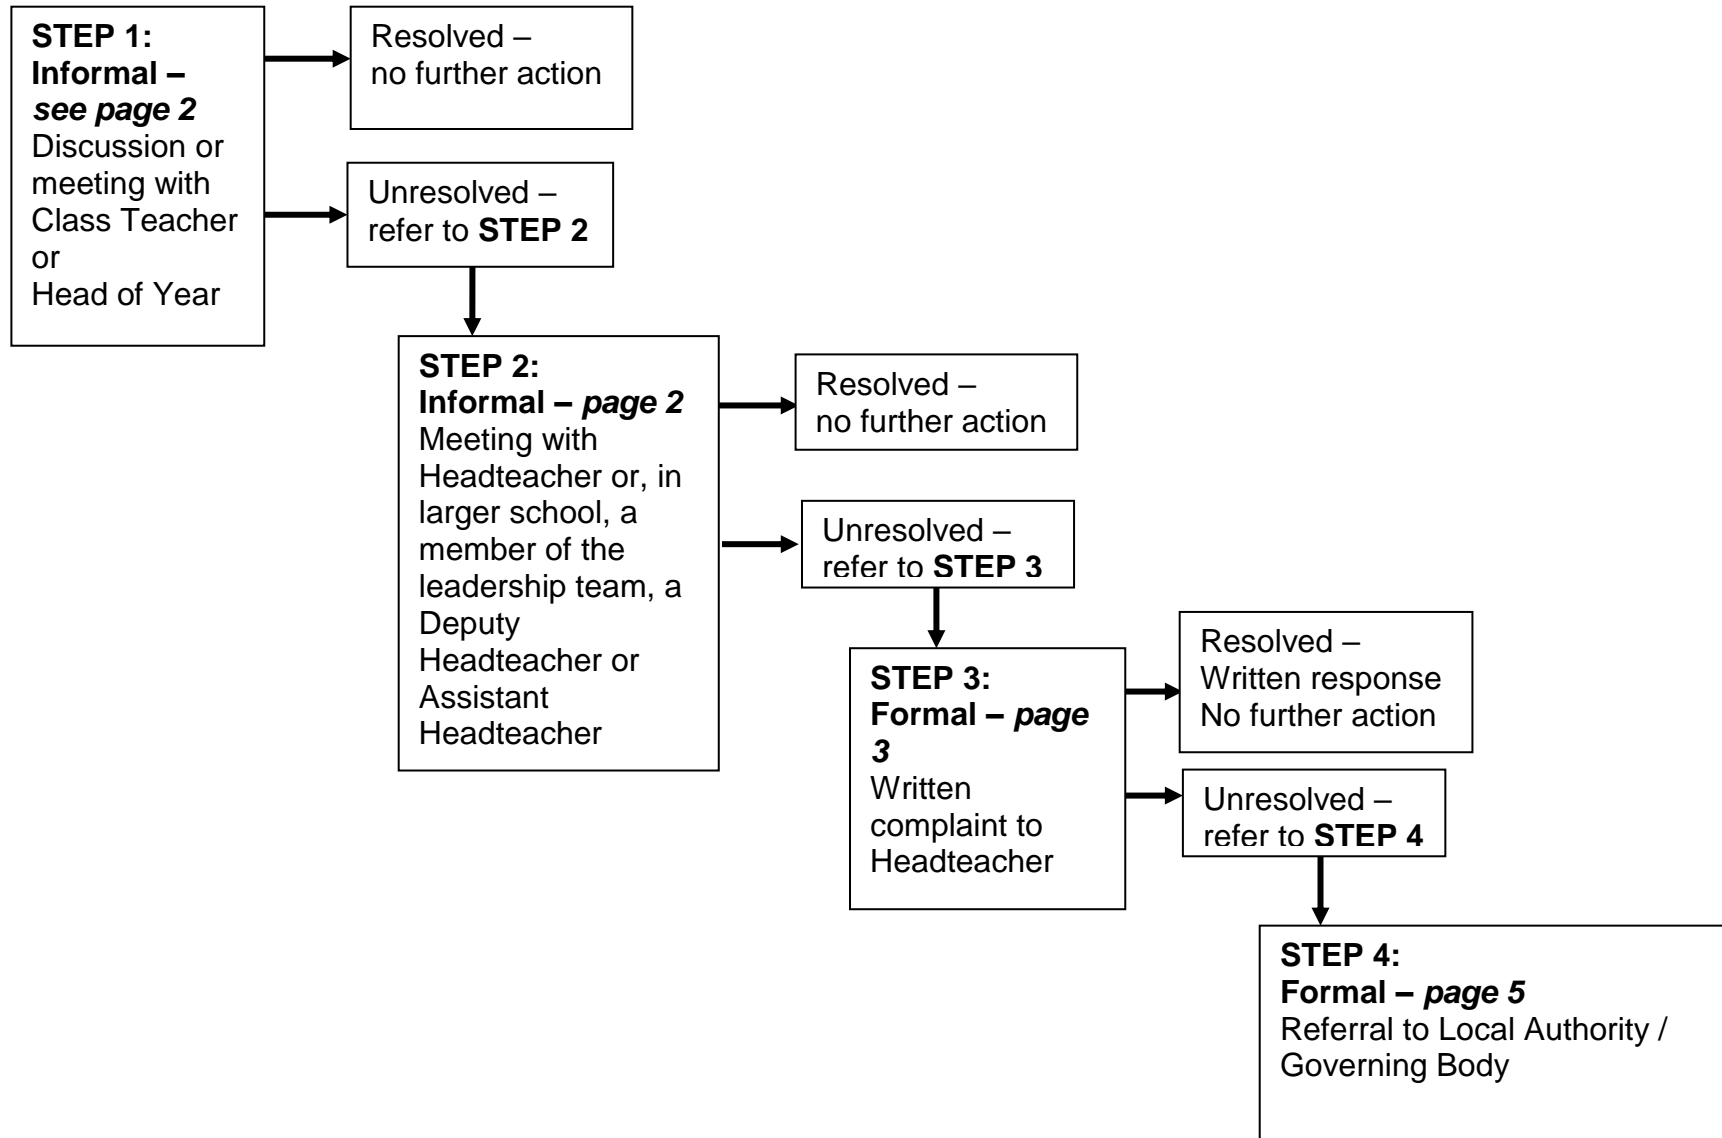 STEP 1:
Informal –
see page 2
Discussion or
meeting with
Class Teacher
or
Head of Year
Resolved –
no further action
Unresolved –
refer to STEP 2
STEP 2:
Informal – page 2
Meeting with
Headteacher or, in
larger school, a
member of the
leadership team, a
Deputy
Headteacher or
Assistant
Headteacher
Resolved –
no further action
Unresolved –
refer to STEP 3
STEP 3:
Formal – page
3
Written
complaint to
Headteacher
Resolved –
Written response
No further action
Unresolved –
refer to STEP 4
STEP 4:
Formal – page 5
Referral to Local Authority /
Governing Body